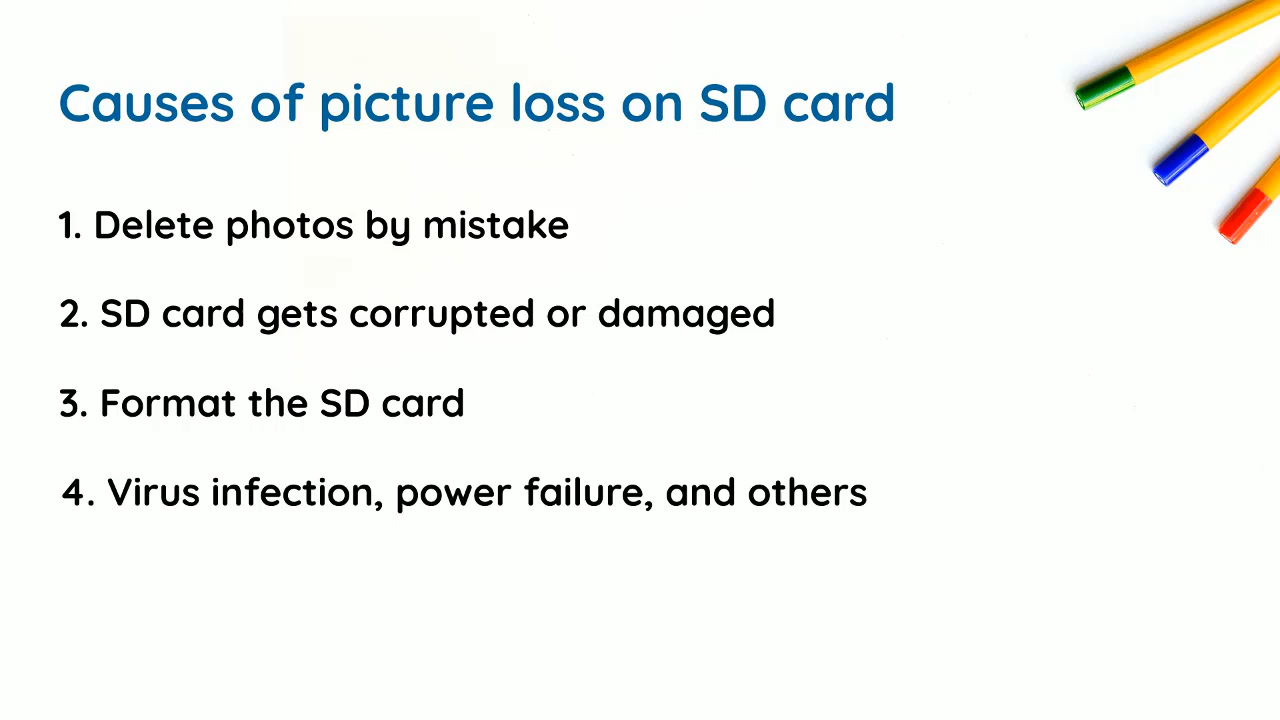 Causes of picture loss on SD card
1. Delete photos by mistake
2. SD card gets corrupted or damaged
3. Format the SD card
4. Virus infection, power failure, and others